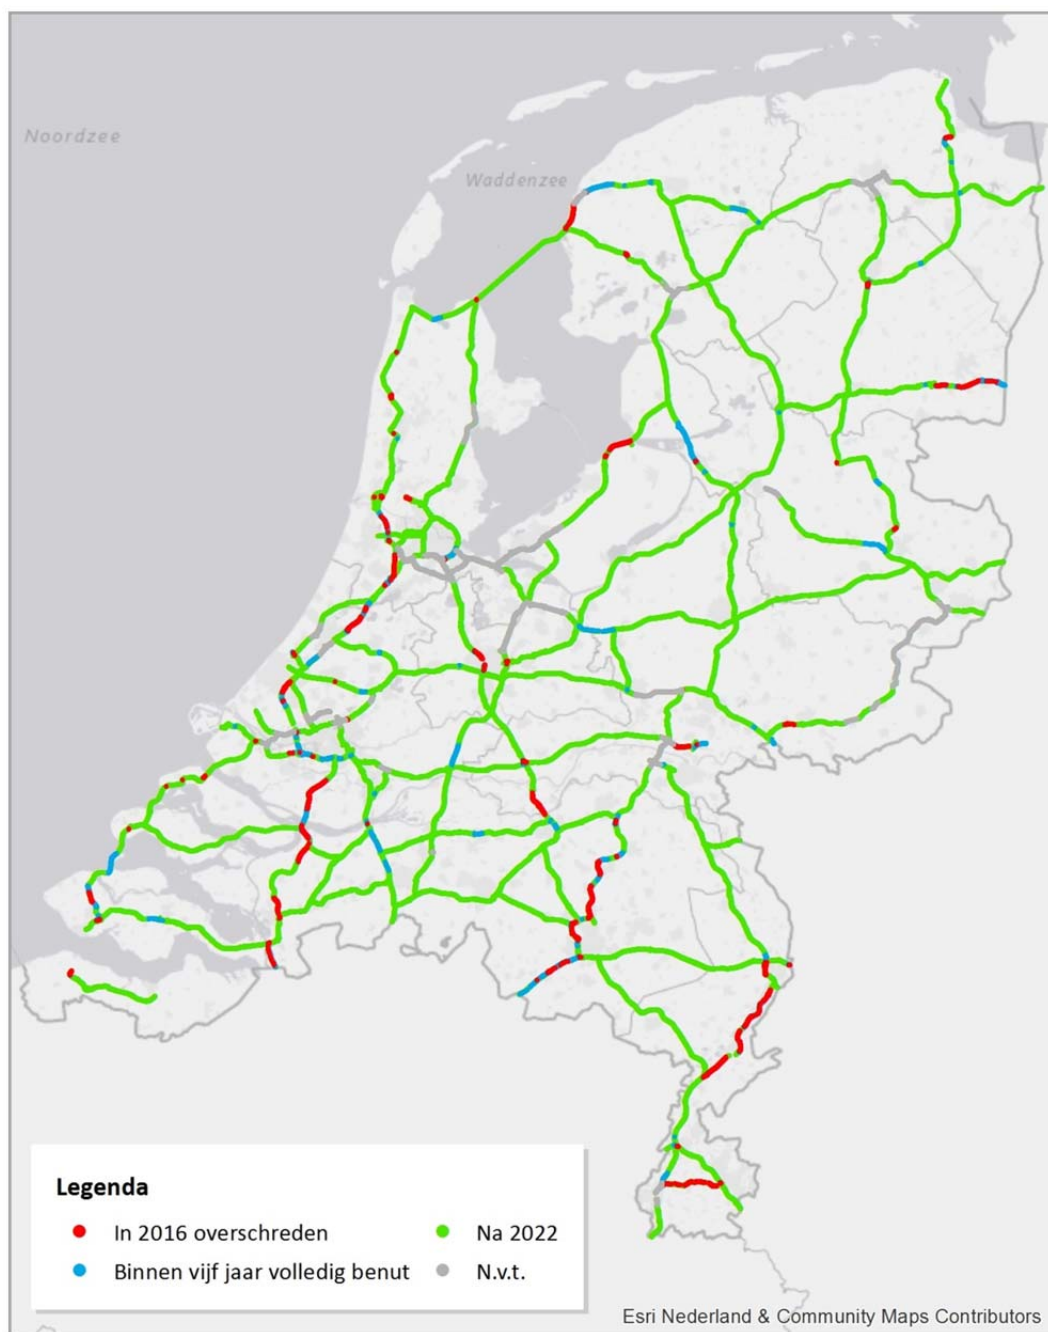 Noordzee
Waddenzee
Legenda
In 2016 overschreden
Na 2022
Binnen vijf jaar volledig benut
N.v.t.
Esri Nederland & Community Maps Contributors